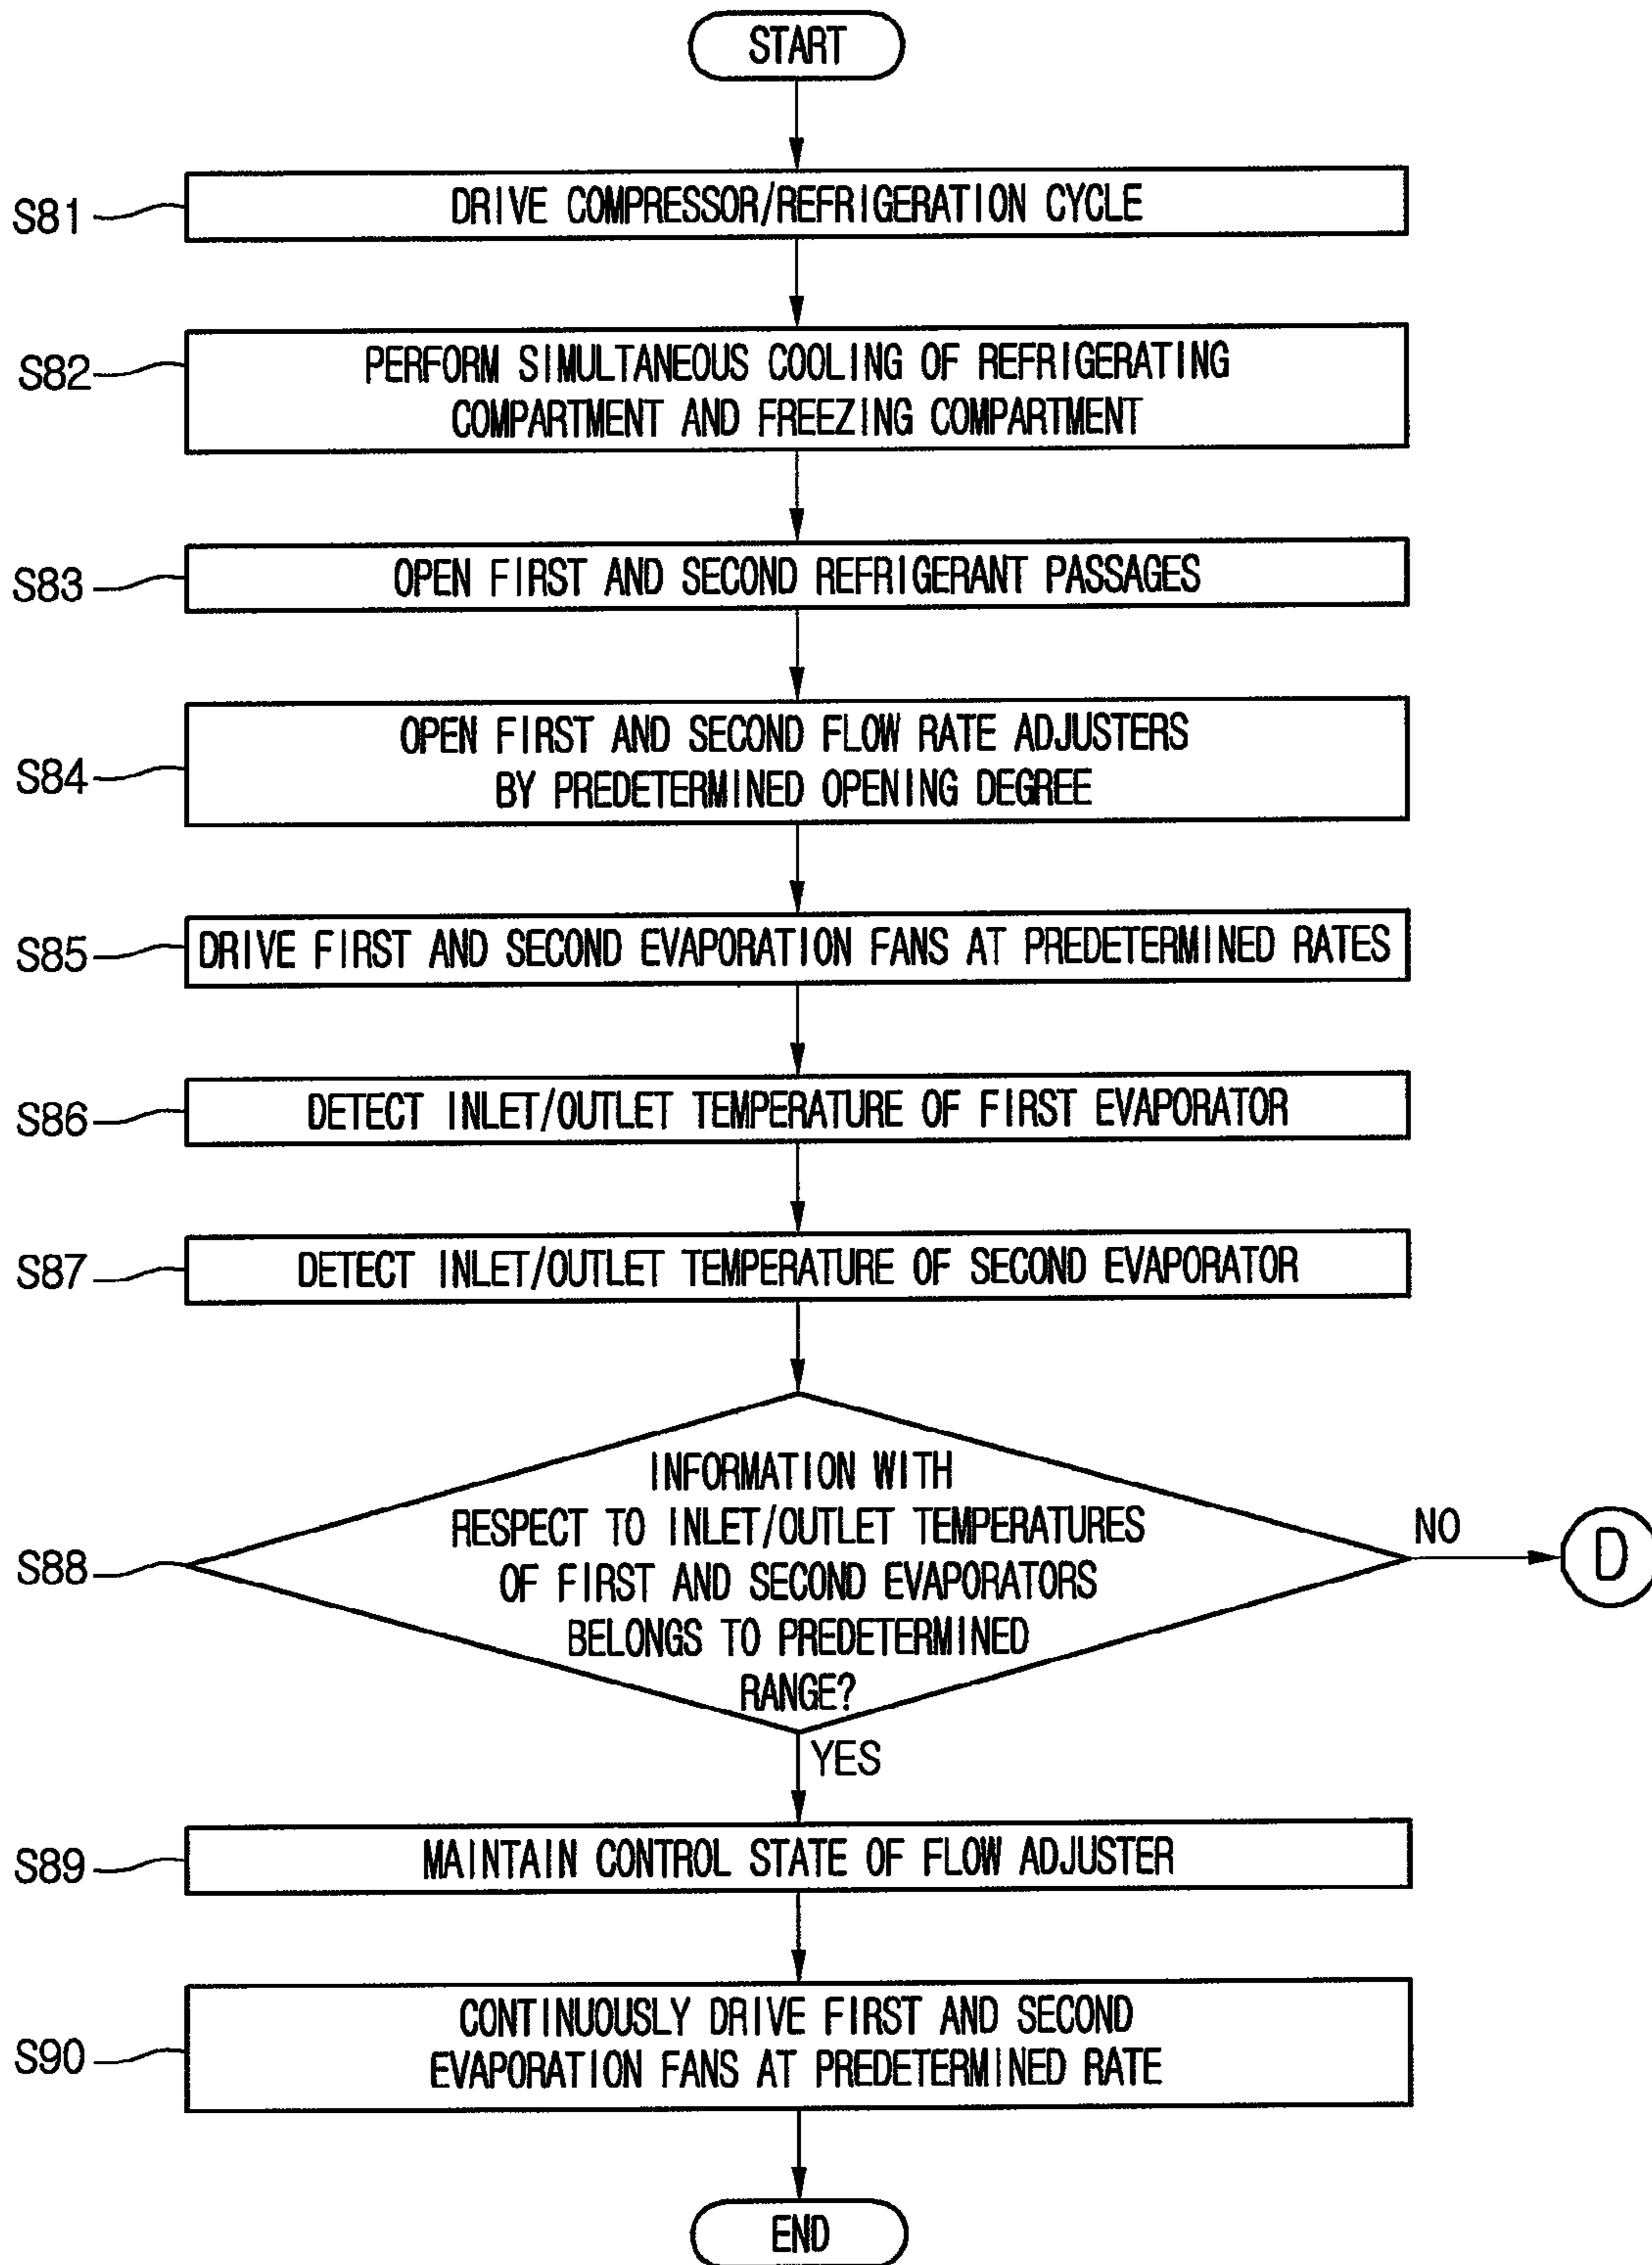 START
S81
DRIVE COMPRESSOR/REFRIGERATION CYCLE
S82
PERFORM SIMULTANEOUS COOLING OF REFRIGERATING
COMPARTMENT AND FREEZING COMPARTMENT
S83
OPEN FIRST AND SECOND REFRIGERANT PASSAGES
S84
OPEN FIRST AND SECOND FLOW RATE ADJUSTERS
BY PREDETERMINED OPENING DEGREE
S85
DRIVE FIRST AND SECOND EVAPORATION FANS AT PREDETERMINED RATES
S86
DETECT INLET/OUTLET TEMPERATURE OF FIRST EVAPORATOR
S87
DETECT INLET/OUTLET TEMPERATURE OF SECOND EVAPORATOR
S88
INFORMATION WITH
RESPECT TO INLET/OUTLET TEMPERATURES
OF FIRST AND SECOND EVAPORATORS
BELONGS TO PREDETERMINED
RANGE?
NO
D
YES
S89
MAINTAIN CONTROL STATE OF FLOW ADJUSTER
S90
CONTINUOUSLY DRIVE FIRST AND SECOND
EVAPORATION FANS AT PREDETERMINED RATE
END